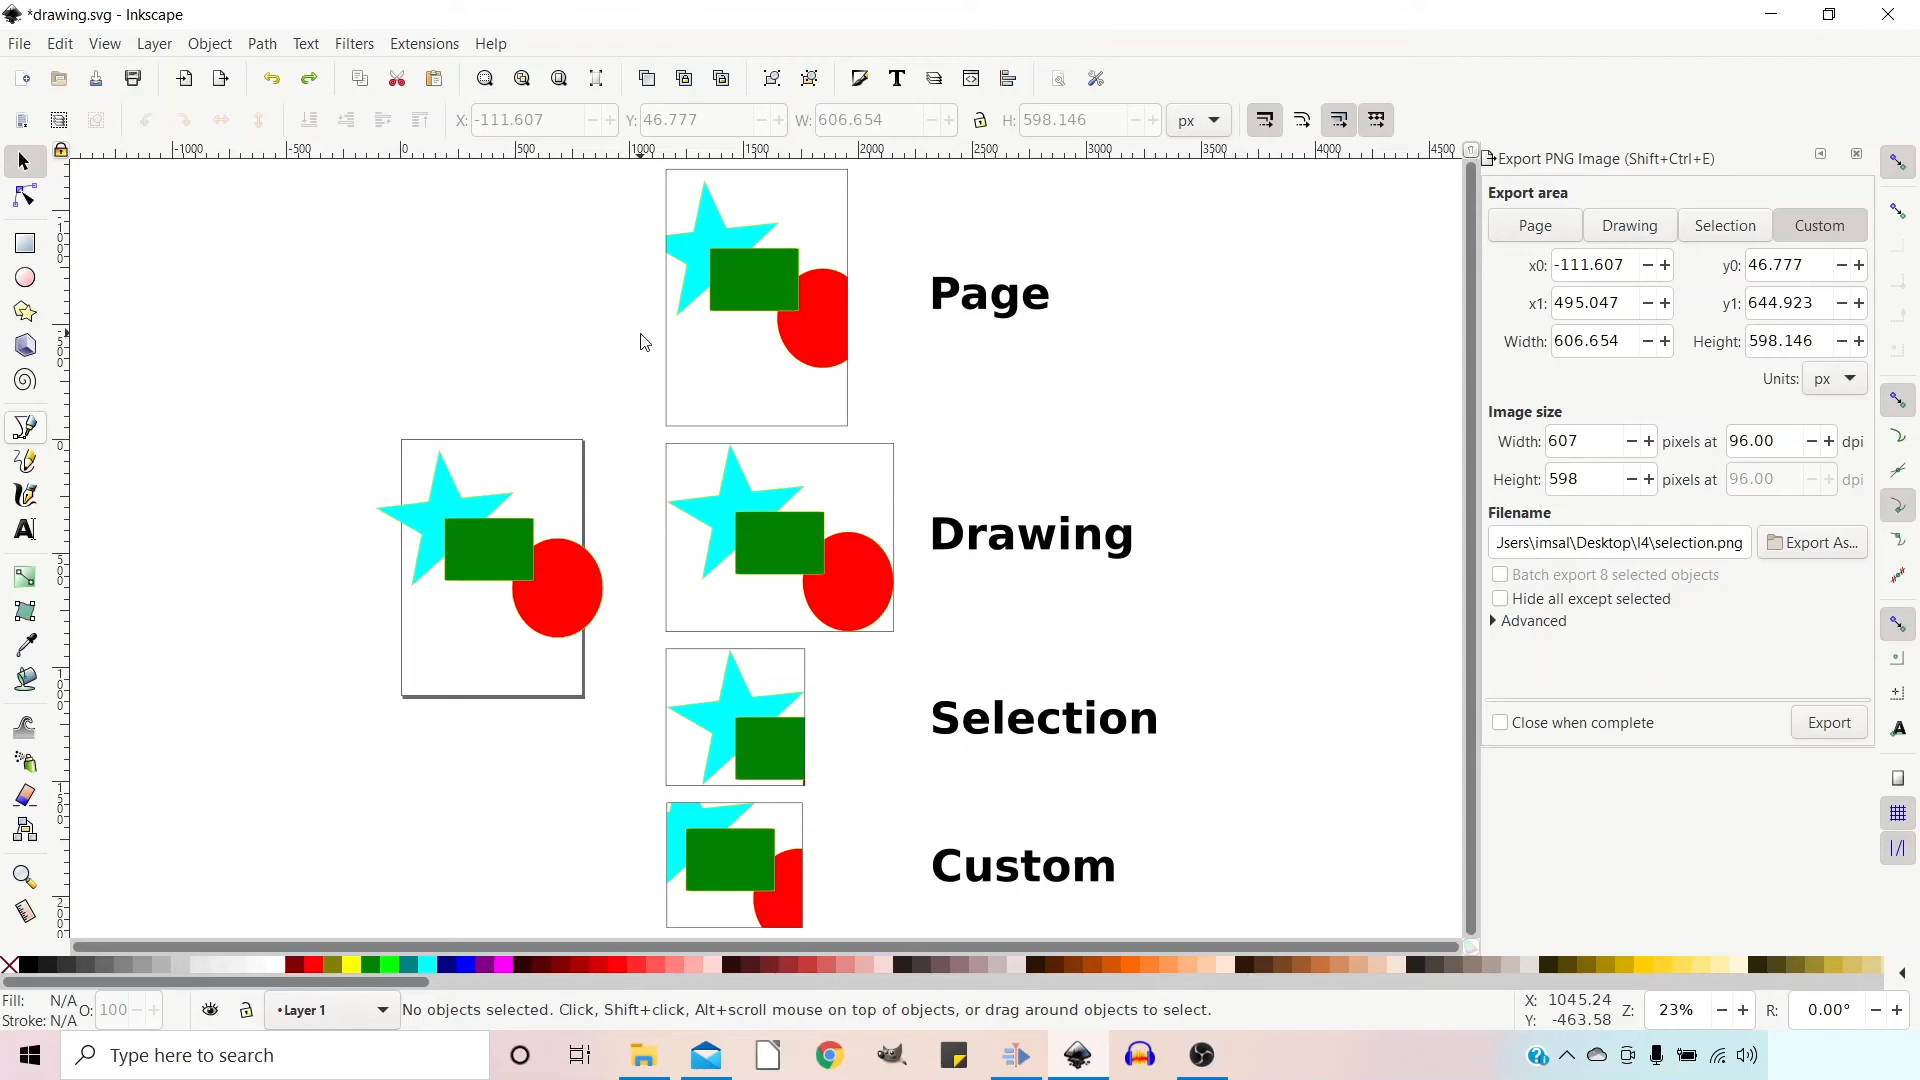 *drawing.svg - Inkscape
File Edit View Layer Object Path Text Filters Extensions Help
X: -111.607 Y: 46.777 W: 606.654 H: 598.146 px
-1000 -500 0 500 1000 1500 2000 2500 3000 3500 4000 4500
Page
Drawing
Selection
Custom
Export PNG Image (Shift+Ctrl+E)
Export area
Page Drawing Selection Custom
x0: -111.607 y0: 46.777
x1: 495.047 y1: 644.923
Width: 606.654 Height: 598.146
Units: px
Image size
Width: 607 pixels at 96.00 dpi
Height: 598 pixels at 96.00 dpi
Filename
Jsers\imsal\Desktop\I4\selection.png Export As...
Batch export 8 selected objects
Hide all except selected
Advanced
Close when complete Export
Fill: N/A O: 100 Layer 1 No objects selected. Click, Shift+click, Alt+scroll mouse on top of objects, or drag around objects to select. X: 1045.24 Z: 23% R: 0.00°
Stroke: N/A Y: -463.58
Type here to search